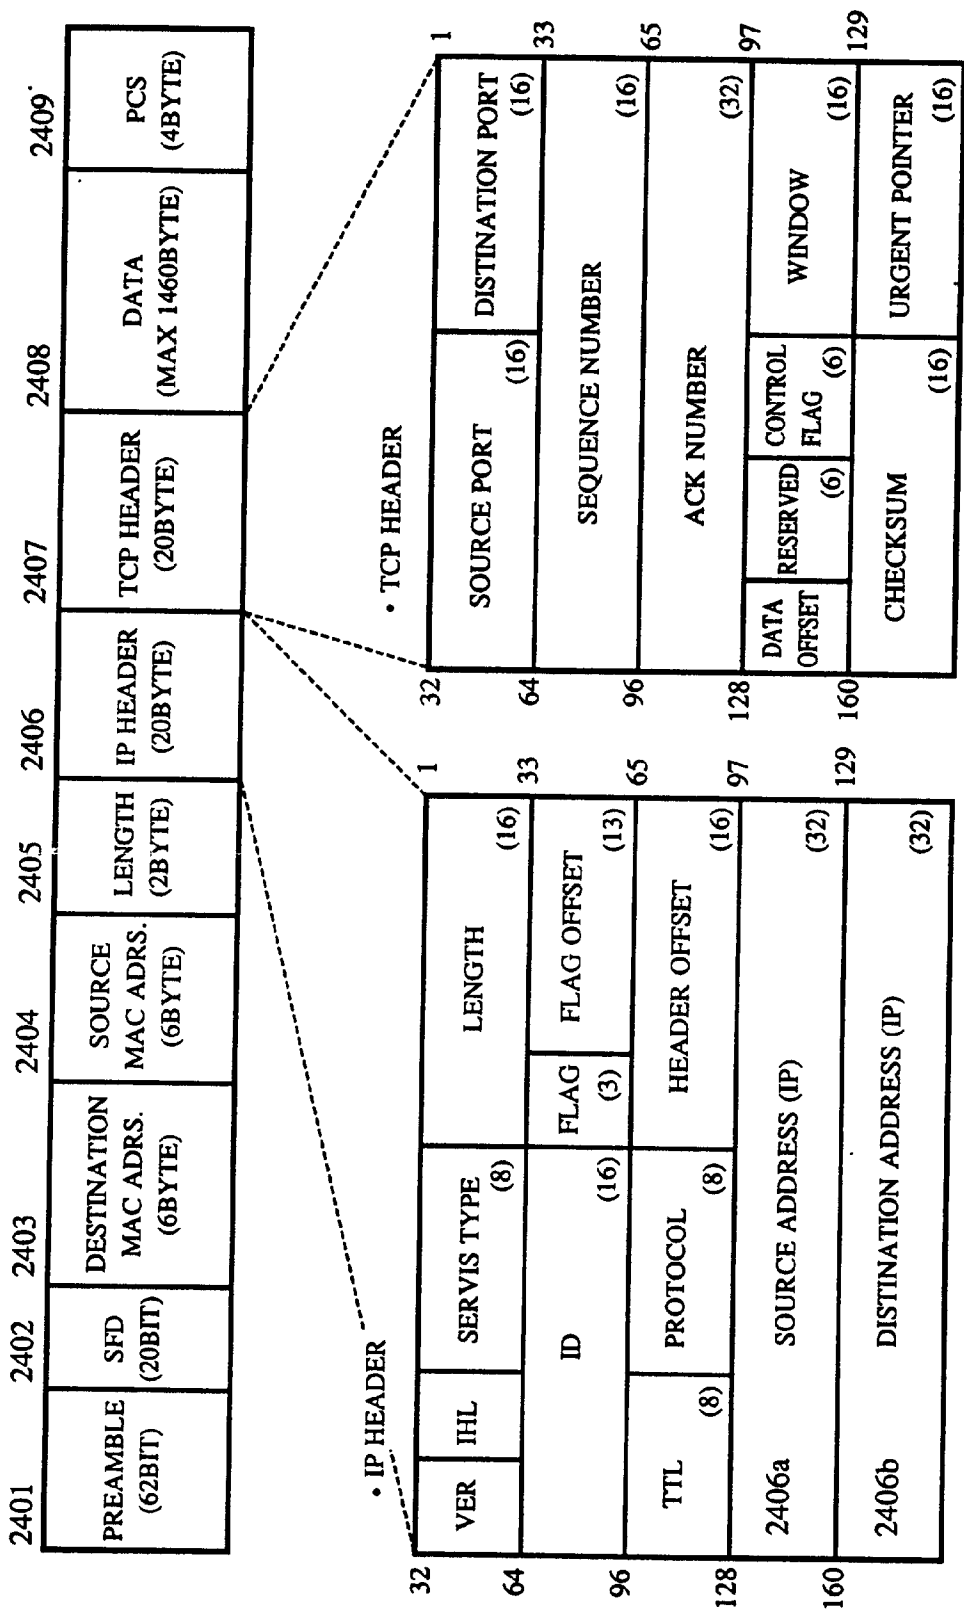 2401 2402 2403 2404 2405 2406 2407 2408 2409
PREAMBLE
(62BIT)
SFD
(20BIT)
DESTINATION
MAC ADRS.
(6BYTE)
SOURCE
MAC ADRS.
(6BYTE)
LENGTH
(2BYTE)
IP HEADER
(20BYTE)
TCP HEADER
(20BYTE)
DATA
(MAX 1460BYTE)
PCS
(4BYTE)
• IP HEADER
32 VER IHL SERVIS TYPE (8) LENGTH (16) 1
64 ID (16) FLAG (3) FLAG OFFSET (13) 33
96 TTL (8) PROTOCOL (8) HEADER OFFSET (16) 65
128 2406a SOURCE ADDRESS (IP) (32) 97
160 2406b DISTINATION ADDRESS (IP) (32) 129
• TCP HEADER
32 SOURCE PORT (16) DISTINATION PORT (16) 1
64 SEQUENCE NUMBER (16) 33
96 ACK NUMBER (32) 65
128 DATA OFFSET RESERVED (6) CONTROL FLAG (6) WINDOW (16) 97
160 CHECKSUM (16) URGENT POINTER (16) 129